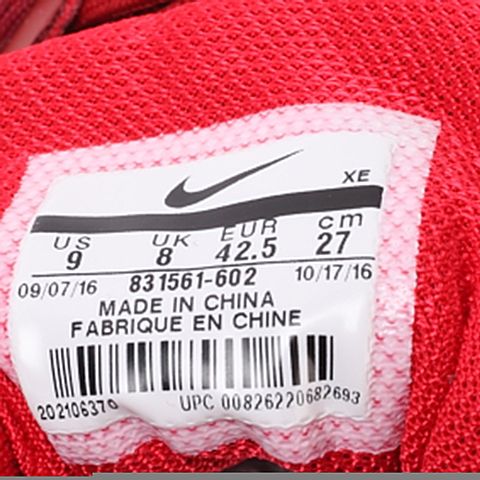 XE
US UK EUR cm
9 8 42.5 27
09/07/16 831561-602 10/17/16
MADE IN CHINA
FABRIQUE EN CHINE
202106370 UPC 00826220682693